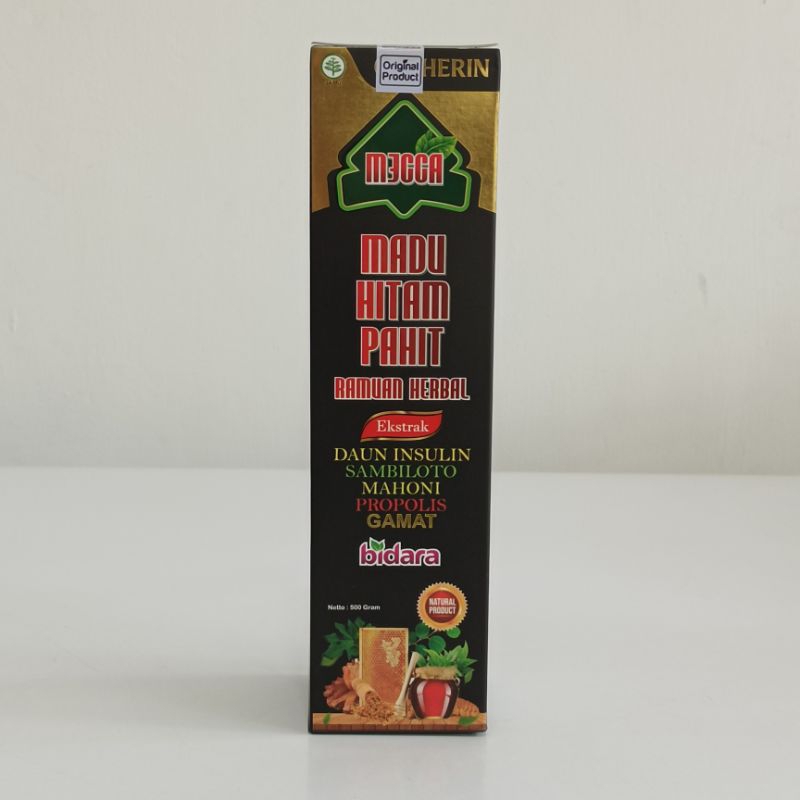 HERIN
Original
Product
MECCA
MADU
HITAM
PAHIT
RAMUAN HERBAL
Ekstrak
DAUN INSULIN
SAMBILOTO
MAHONI
PROPOLIS
GAMAT
bidara
Netto : 500 Gram
NATURAL
PRODUCT